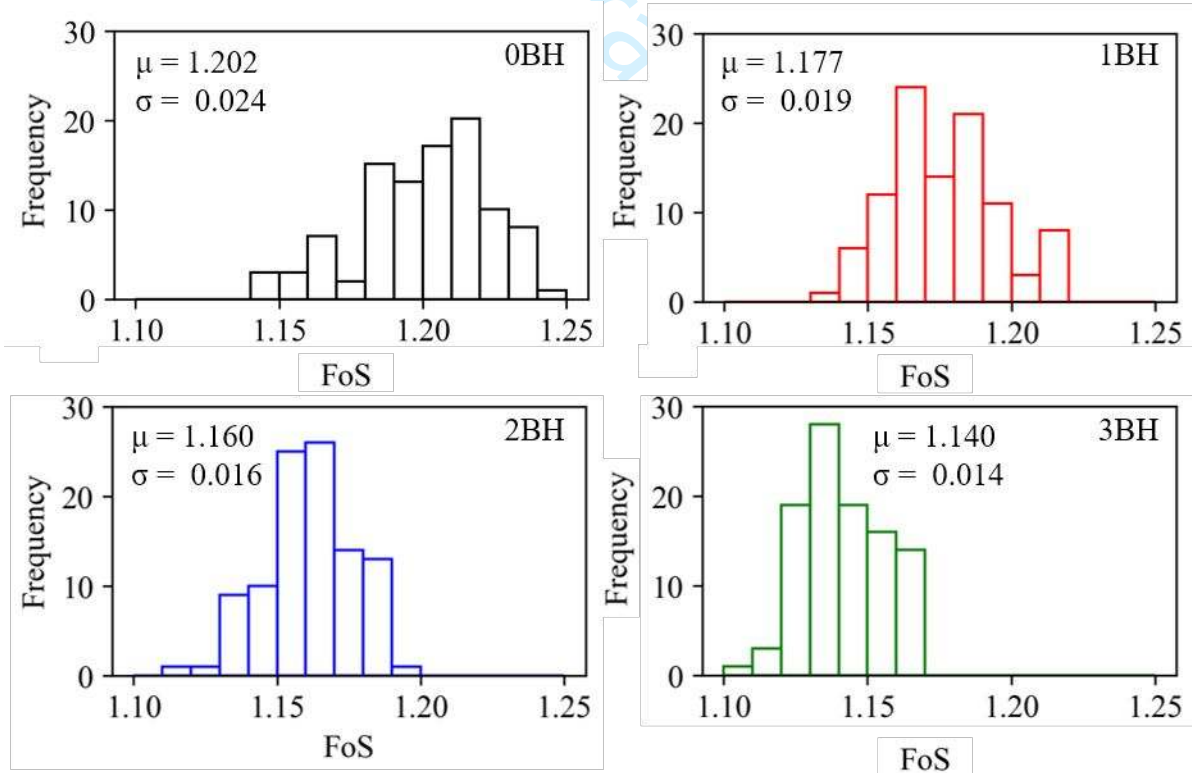 30
μ = 1.202
0BH
σ = 0.024
20
Frequency
10
0
1.10 1.15 1.20 1.25
FoS
30
μ = 1.177
1BH
σ = 0.019
20
Frequency
10
0
1.10 1.15 1.20 1.25
FoS
30
μ = 1.160
2BH
σ = 0.016
20
Frequency
10
0
1.10 1.15 1.20 1.25
FoS
30
μ = 1.140
3BH
σ = 0.014
20
Frequency
10
0
1.10 1.15 1.20 1.25
FoS